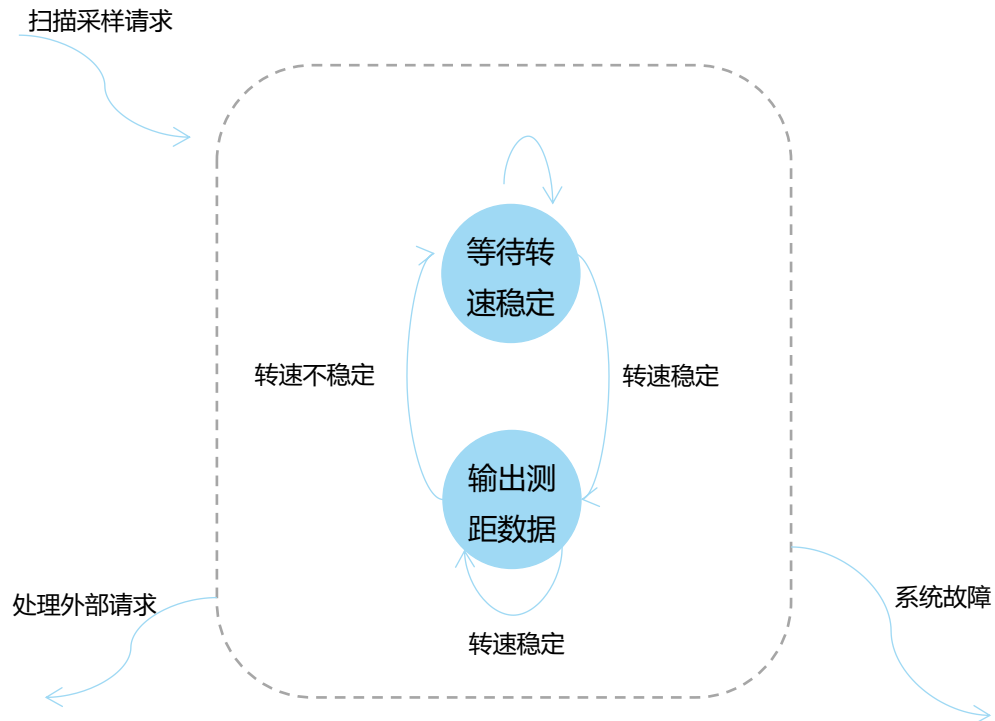 扫描采样请求
等待转
速稳定
转速不稳定
转速稳定
输出测
距数据
处理外部请求
系统故障
转速稳定